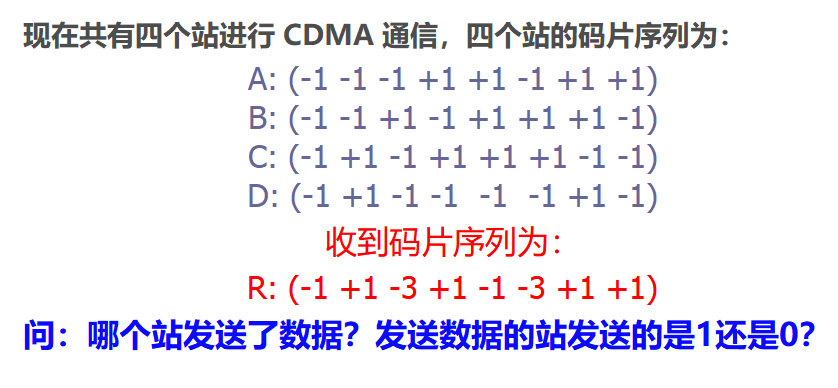 现在共有四个站进行 CDMA 通信，四个站的码片序列为：
A: (-1 -1 -1 +1 +1 -1 +1 +1)
B: (-1 -1 +1 -1 +1 +1 +1 -1)
C: (-1 +1 -1 +1 +1 +1 -1 -1)
D: (-1 +1 -1 -1 -1 -1 +1 -1)
收到码片序列为：
R: (-1 +1 -3 +1 -1 -3 +1 +1)
问：哪个站发送了数据？发送数据的站发送的是1还是0？